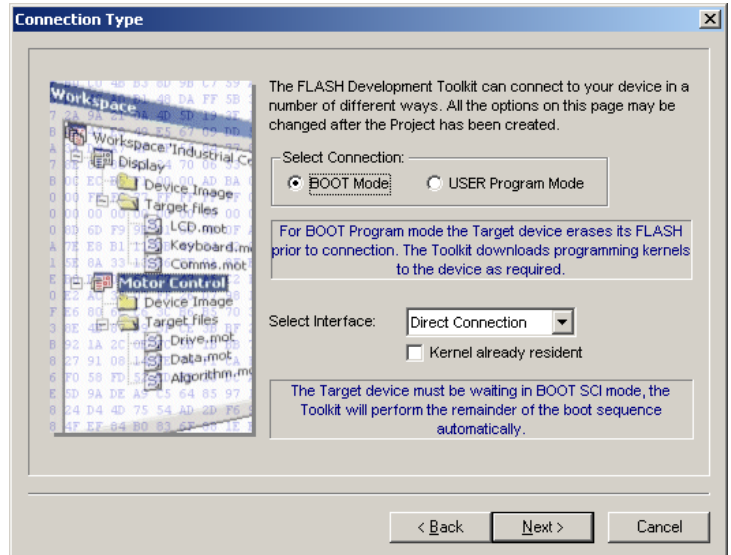 Connection Type
Workspace
Workspace 'Industrial Co
Display
Device Image
Target files
LCD.mot
Keyboard.mo
Comms.mot
Motor Control
Device Image
Target files
Drive.mot
Data.mot
Algorithm.mo
The FLASH Development Toolkit can connect to your device in a
number of different ways. All the options on this page may be
changed after the Project has been created.
Select Connection:
BOOT Mode
USER Program Mode
For BOOT Program mode the Target device erases its FLASH
prior to connection. The Toolkit downloads programming kernels
to the device as required.
Select Interface:
Direct Connection
Kernel already resident
The Target device must be waiting in BOOT SCI mode, the
Toolkit will perform the remainder of the boot sequence
automatically.
< Back
Next >
Cancel